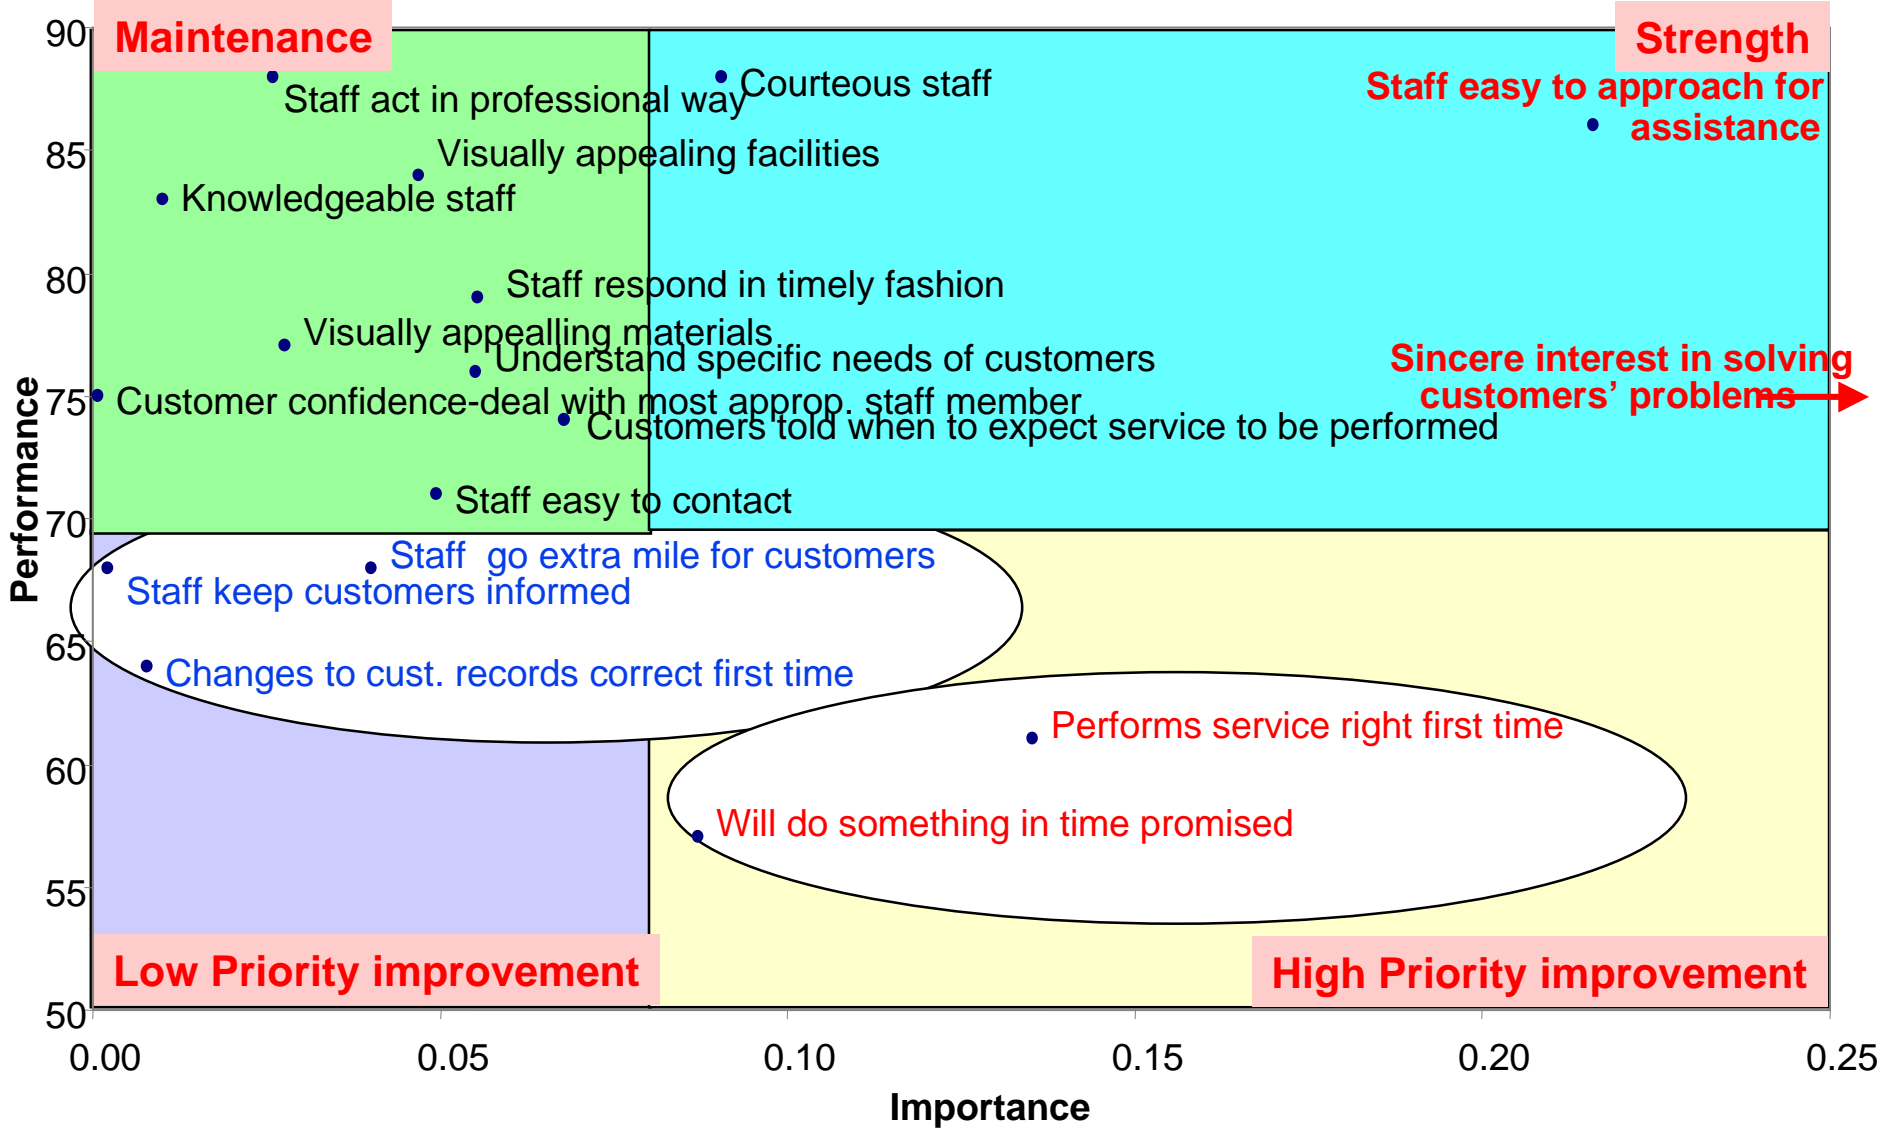 90
Maintenance
Strength
Staff easy to approach for
assistance
Courteous staff
Staff act in professional way
85
Visually appealing facilities
Knowledgeable staff
80
Staff respond in timely fashion
Visually appealling materials
Understand specific needs of customers
Sincere interest in solving
customers’ problems
75
Customer confidence-deal with most approp. staff member
Customers told when to expect service to be performed
Staff easy to contact
70
Performance
Staff go extra mile for customers
Staff keep customers informed
65
Changes to cust. records correct first time
Performs service right first time
60
Will do something in time promised
55
Low Priority improvement
High Priority improvement
50
0.00 0.05 0.10 0.15 0.20 0.25
Importance